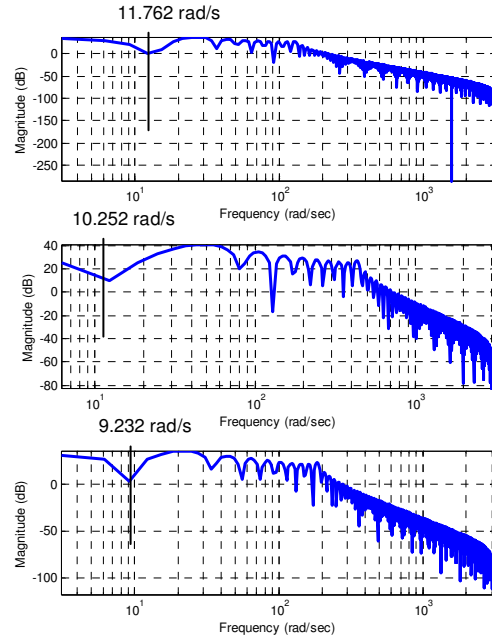 11.762 rad/s
Magnitude (dB)
0
-50
-100
-150
-200
-250
10^1
10^2
10^3
Frequency (rad/sec)
10.252 rad/s
Magnitude (dB)
40
20
0
-20
-40
-60
-80
10^1
10^2
10^3
Frequency (rad/sec)
9.232 rad/s
Magnitude (dB)
0
-50
-100
10^1
10^2
10^3
Frequency (rad/sec)